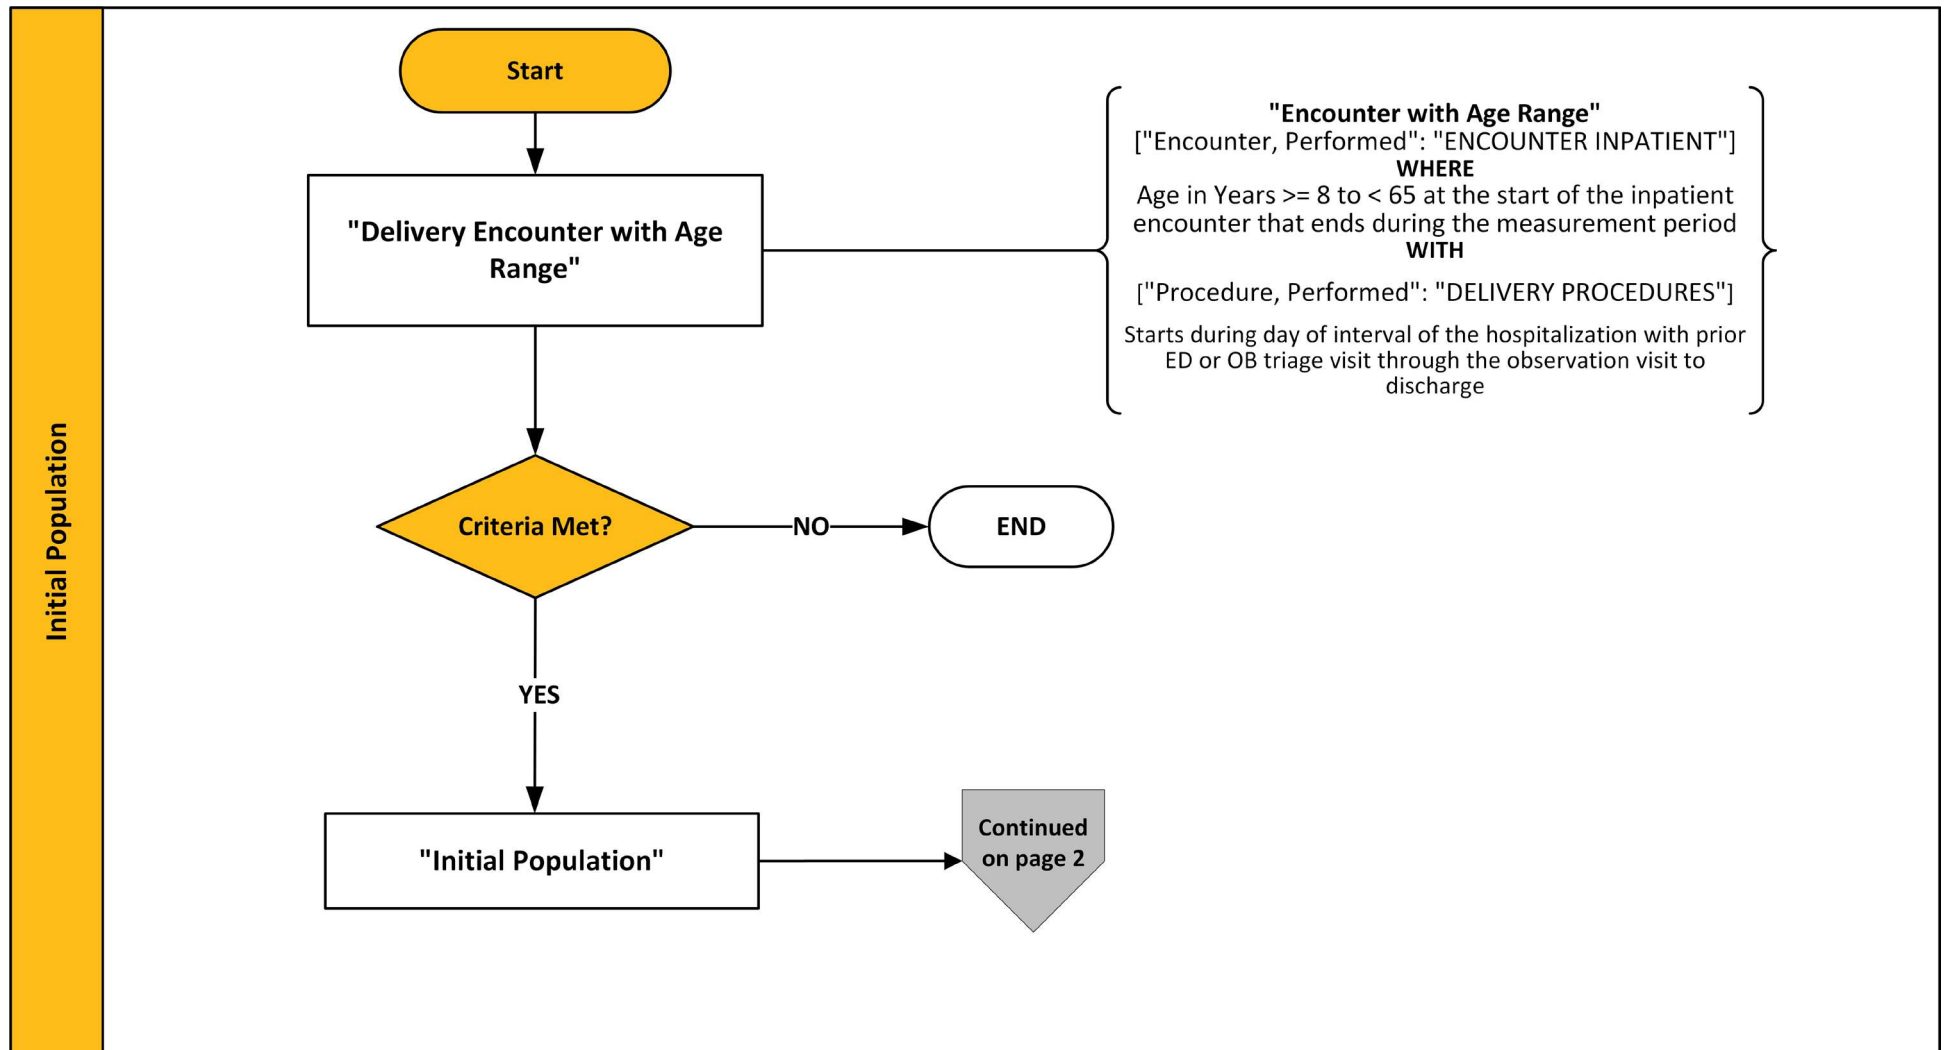 Initial Population
Start
"Delivery Encounter with Age
Range"
"Encounter with Age Range"
["Encounter, Performed": "ENCOUNTER INPATIENT"]
WHERE
Age in Years >= 8 to < 65 at the start of the inpatient
encounter that ends during the measurement period
WITH
["Procedure, Performed": "DELIVERY PROCEDURES"]
Starts during day of interval of the hospitalization with prior
ED or OB triage visit through the observation visit to
discharge
Criteria Met?
NO
END
YES
"Initial Population"
Continued
on page 2